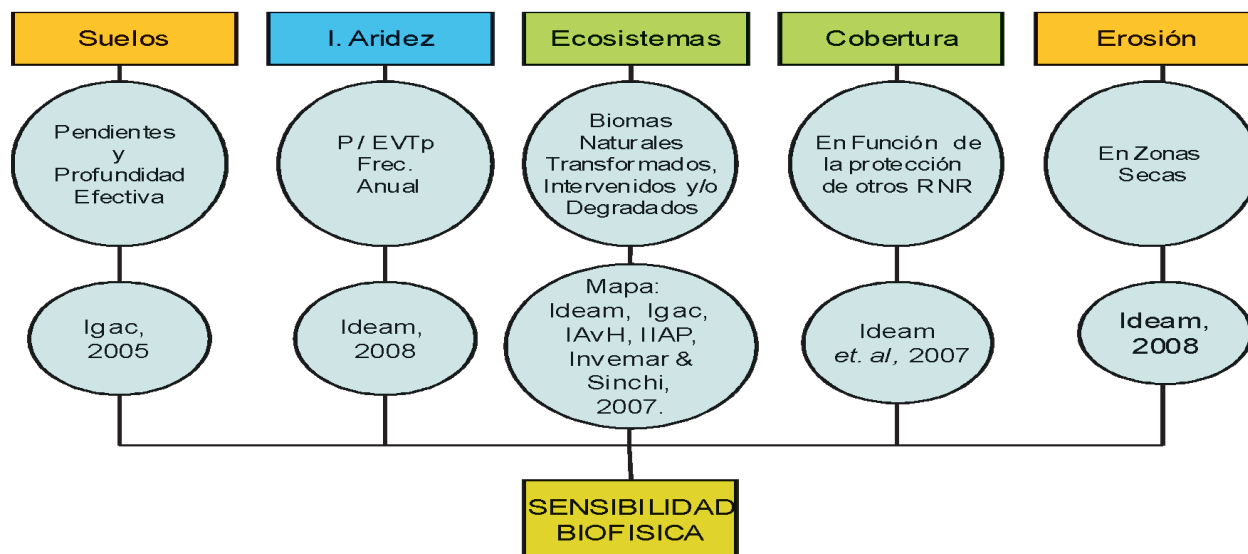 Suelos
I. Aridez
Ecosistemas
Cobertura
Erosión
Pendientes
y
Profundidad
Efectiva
P / EVTp
Frec.
Anual
Biomas
Naturales
Transformados,
Intervenidos y/o
Degradados
En Función de
la protección
de otros RNR
En Zonas
Secas
Igac,
2005
Ideam,
2008
Mapa:
Ideam, Igac,
IAvH, IIAP,
Invemar &
Sinchi,
2007.
Ideam
et. al, 2007
Ideam,
2008
SENSIBILIDAD
BIOFISICA